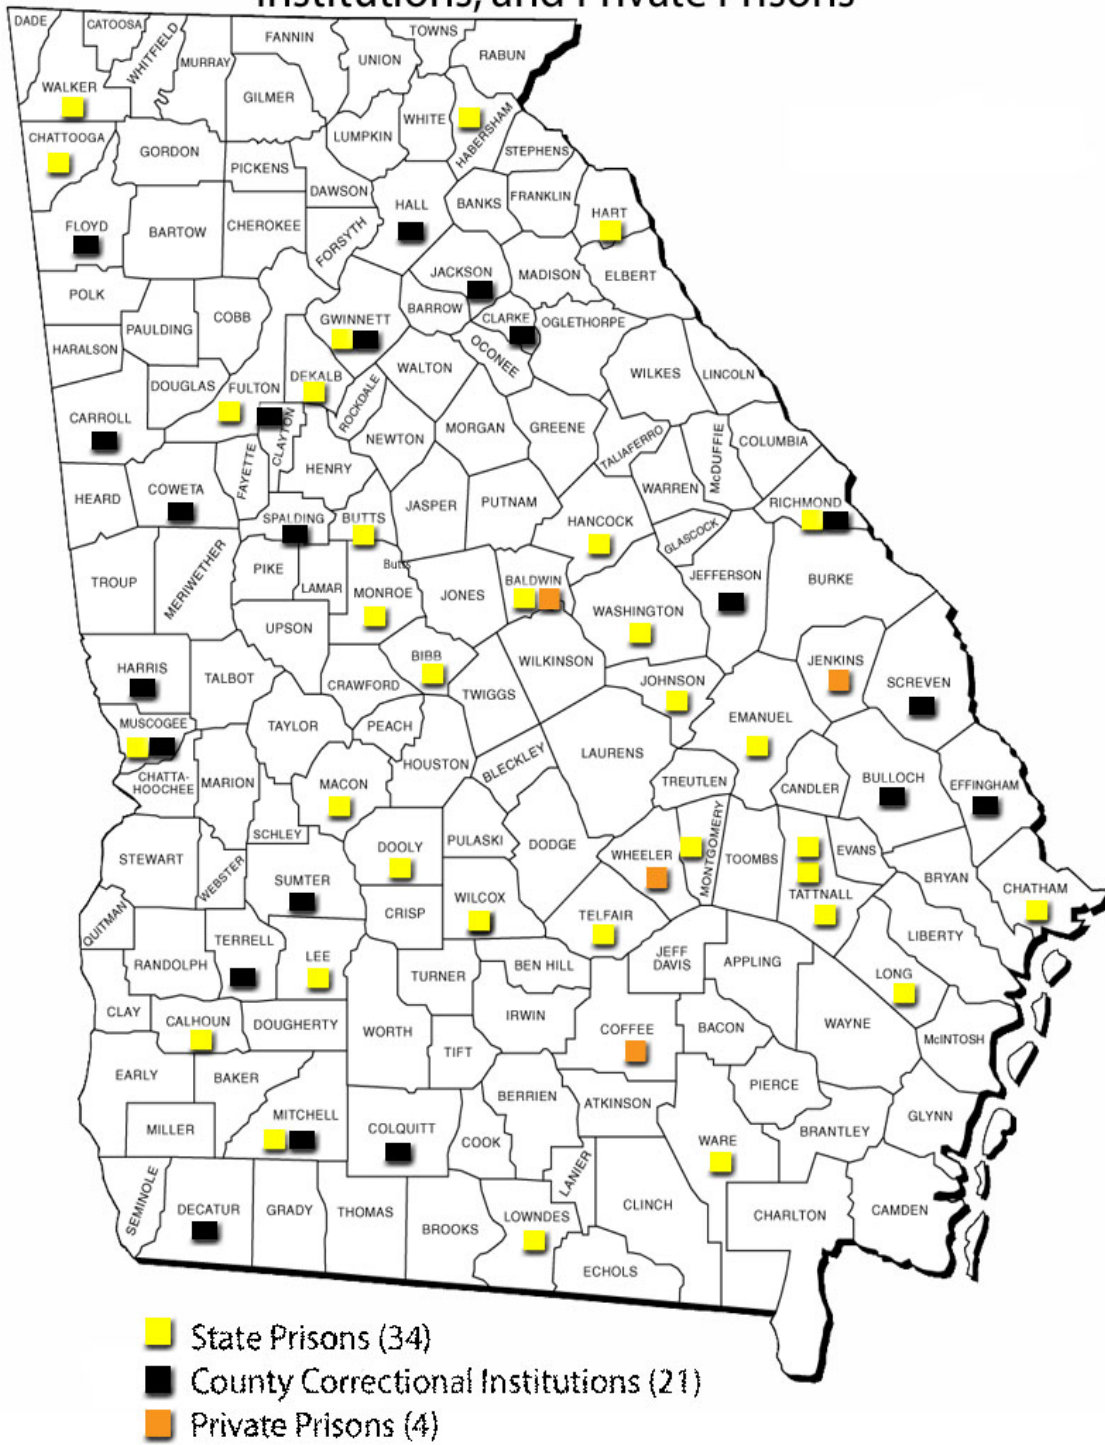 Institutions, and Private Prisons
DADE
CATOOSA
WHITFIELD
MURRAY
FANNIN
UNION
TOWNS
RABUN
WALKER
GILMER
LUMPKIN
WHITE
HABERSHAM
STEPHENS
CHATTOOGA
GORDON
PICKENS
DAWSON
HALL
BANKS
FRANKLIN
HART
FLOYD
BARTOW
CHEROKEE
FORSYTH
JACKSON
MADISON
ELBERT
POLK
PAULDING
COBB
GWINNETT
BARROW
CLARKE
OGLETHORPE
HARALSON
DOUGLAS
FULTON
DEKALB
ROCKDALE
WALTON
OCONEE
WILKES
LINCOLN
CARROLL
CLAYTON
NEWTON
MORGAN
GREENE
TALIAFERRO
McDUFFIE
COLUMBIA
HEARD
COWETA
FAYETTE
HENRY
JASPER
PUTNAM
HANCOCK
WARREN
RICHMOND
SPALDING
BUTTS
GLASCOCK
TROUP
MERIWETHER
PIKE
LAMAR
Butts
MONROE
JONES
BALDWIN
WASHINGTON
JEFFERSON
BURKE
UPSON
HARRIS
TALBOT
CRAWFORD
BIBB
TWIGGS
WILKINSON
JOHNSON
JENKINS
SCREVEN
MUSCOGEE
TAYLOR
PEACH
EMANUEL
CHATTA-
HOOCHEE
MARION
MACON
HOUSTON
BLECKLEY
LAURENS
TREUTLEN
CANDLER
BULLOCH
EFFINGHAM
SCHLEY
STEWART
WEBSTER
SUMTER
DOOLY
PULASKI
DODGE
WHEELER
MONTGOMERY
TOOMBS
EVANS
TATTNALL
BRYAN
CHATHAM
QUITMAN
CRISP
WILCOX
TELFAIR
TERRELL
RANDOLPH
LEE
TURNER
BEN HILL
JEFF
DAVIS
APPLING
LIBERTY
LONG
CLAY
CALHOUN
DOUGHERTY
WORTH
IRWIN
COFFEE
BACON
WAYNE
McINTOSH
TIFT
EARLY
BAKER
BERRIEN
ATKINSON
PIERCE
MILLER
MITCHELL
COLQUITT
COOK
WARE
BRANTLEY
GLYNN
SEMINOLE
DECATUR
GRADY
THOMAS
BROOKS
LOWNDES
LANIER
CLINCH
CHARLTON
CAMDEN
ECHOLS
State Prisons (34)
County Correctional Institutions (21)
Private Prisons (4)